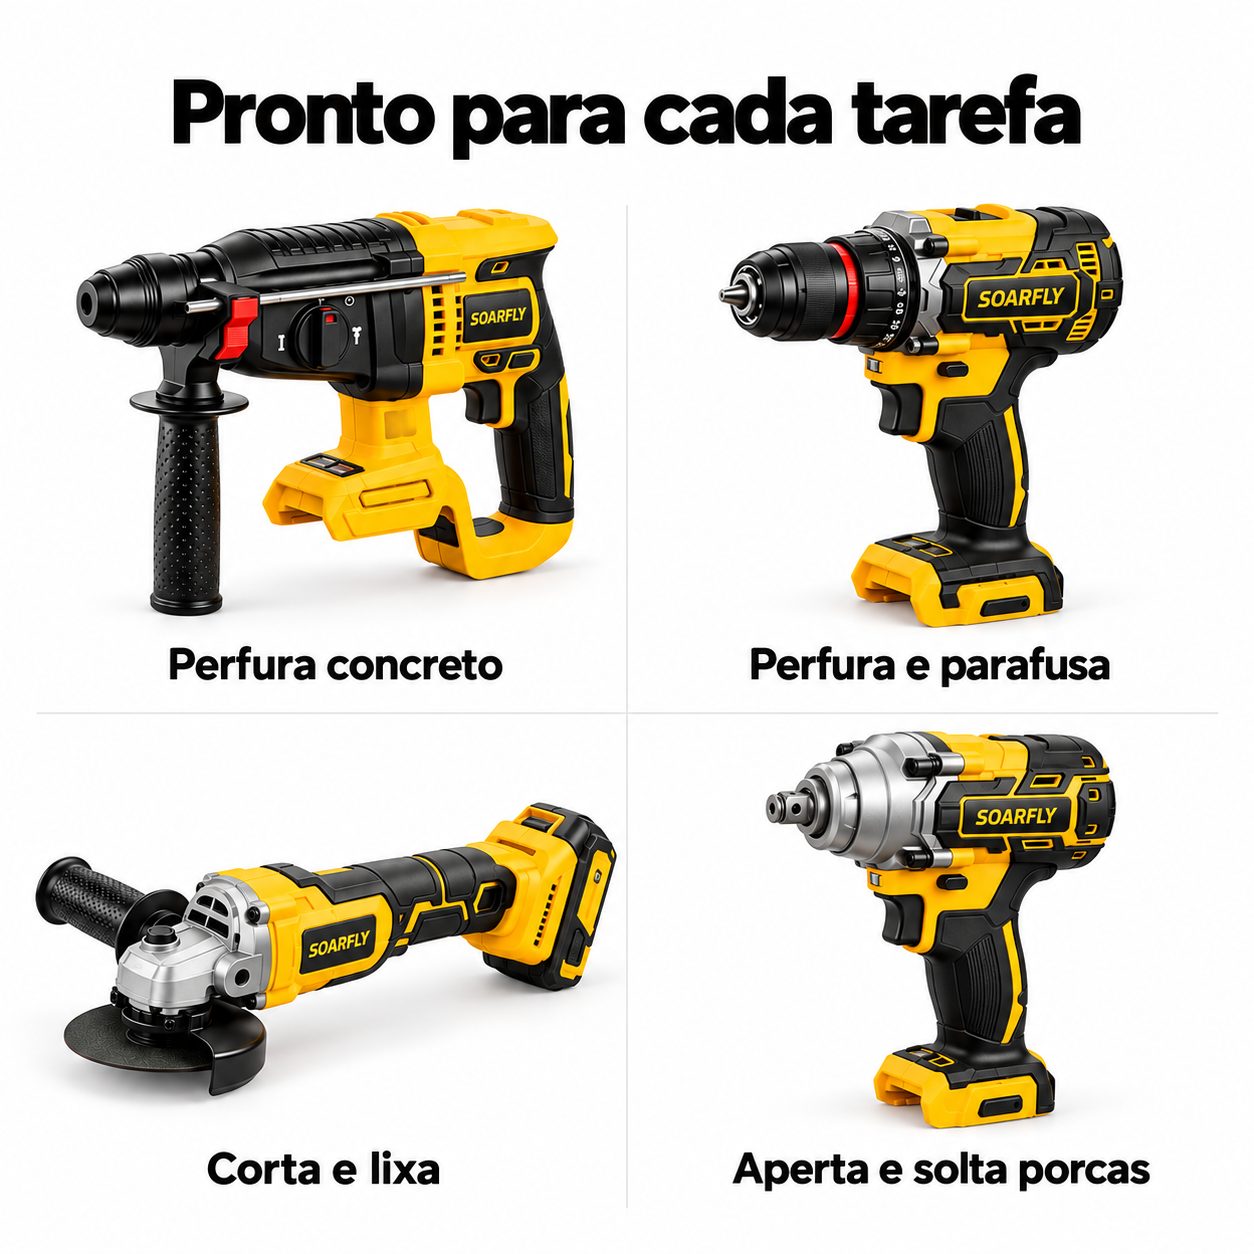 Pronto para cada tarefa
SOARFLY
Perfura concreto
SOARFLY
Perfura e parafusa
SOARFLY
Corta e lixa
SOARFLY
Aperta e solta porcas